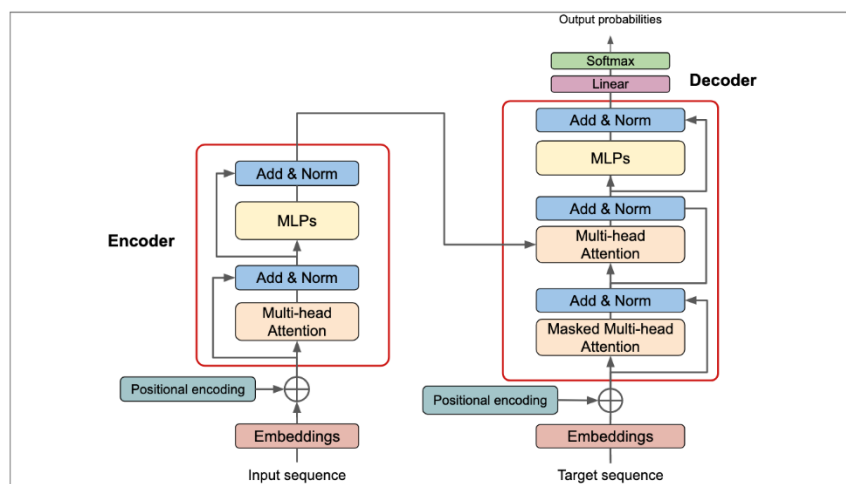 Output probabilities
Softmax
Linear
Decoder
Add & Norm
MLPs
Add & Norm
Multi-head
Attention
Add & Norm
Masked Multi-head
Attention
Positional encoding
Embeddings
Target sequence
Encoder
Add & Norm
MLPs
Add & Norm
Multi-head
Attention
Positional encoding
Embeddings
Input sequence